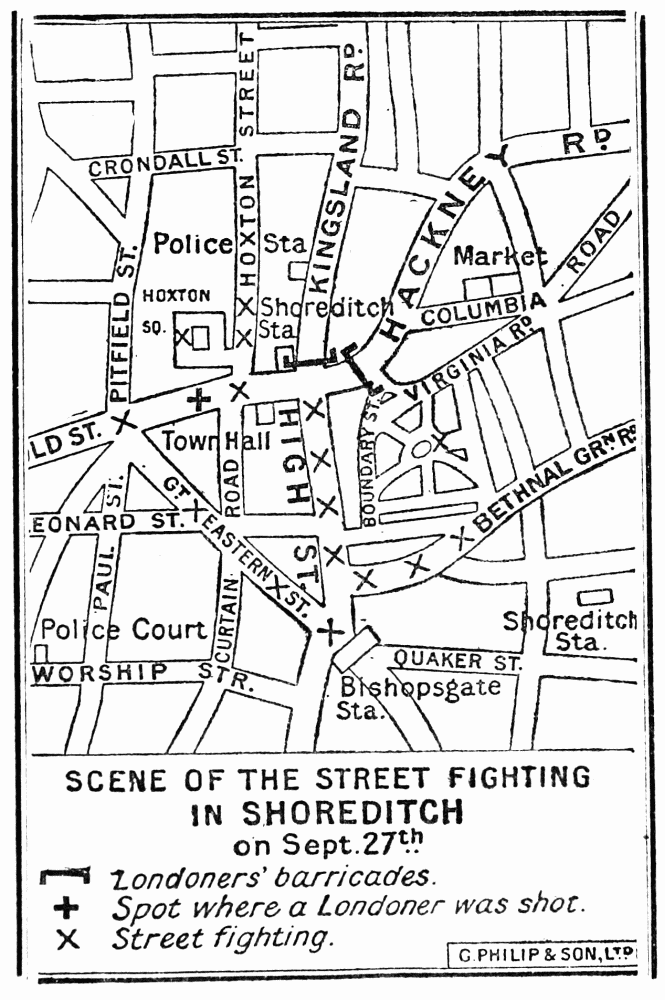 STREET
KINGSLAND RD.
CRONDALL ST.
HACKNEY RD.
HOXTON
Police Sta
Market
ROAD
PITFIELD ST.
HOXTON
SQ.
Shoreditch
Sta.
COLUMBIA
VIRGINIA RD
OLD ST.
Town Hall
HIGH ST.
BOUNDARY ST.
BETHNAL GRN. RD
GT EASTERN ST.
ROAD
EONARD ST.
PAUL ST.
CURTAIN
Police Court
Shoreditch
Sta.
WORSHIP STR.
QUAKER ST.
Bishopsgate
Sta.
SCENE OF THE STREET FIGHTING
IN SHOREDITCH
on Sept. 27th.
Londoners' barricades.
Spot where a Londoner was shot.
Street fighting.
G. PHILIP & SON, LTD